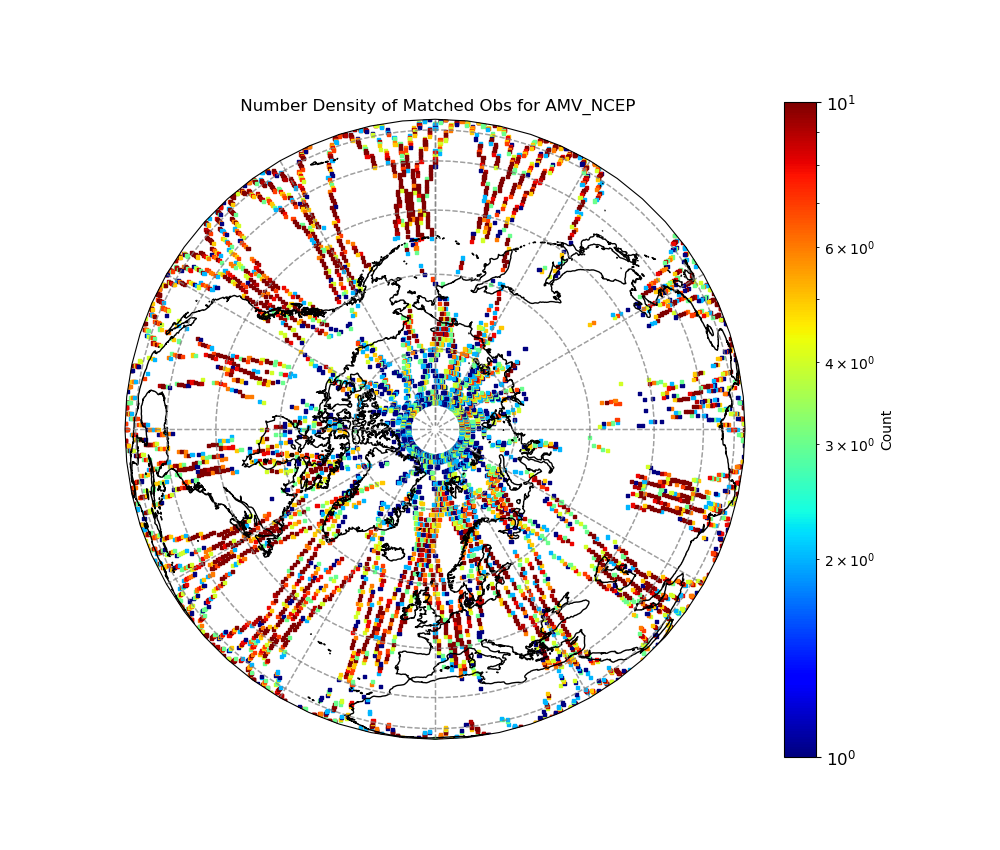 Number Density of Matched Obs for AMV_NCEP
10¹
6 × 10⁰
4 × 10⁰
3 × 10⁰
2 × 10⁰
10⁰
Count